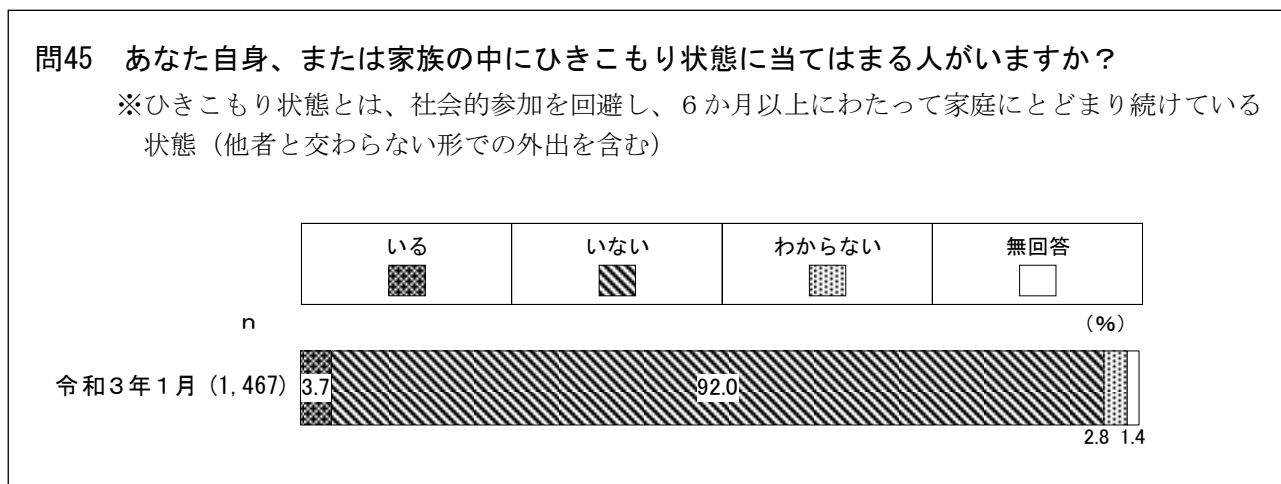 問45　あなた自身、または家族の中にひきこもり状態に当てはまる人がいますか？
※ひきこもり状態とは、社会的参加を回避し、６か月以上にわたって家庭にとどまり続けている
状態（他者と交わらない形での外出を含む）
いる　いない　わからない　無回答
ｎ　（％）
令和３年１月 (1,467)　3.7　92.0
2.8　1.4